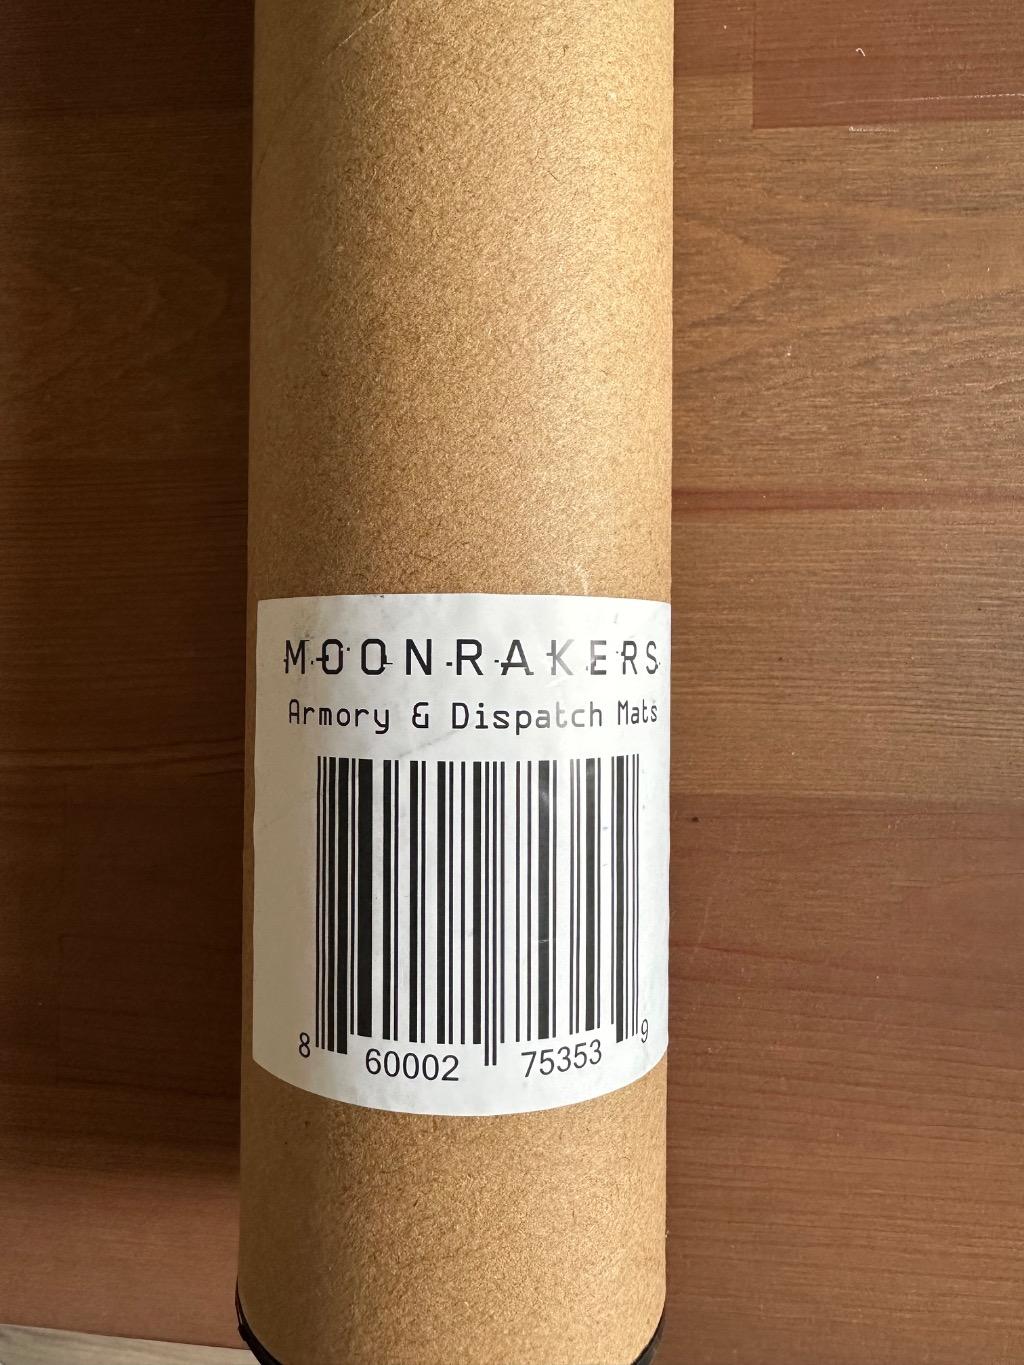 MOONRAKERS
Armory & Dispatch Mats
8 60002 75353 9